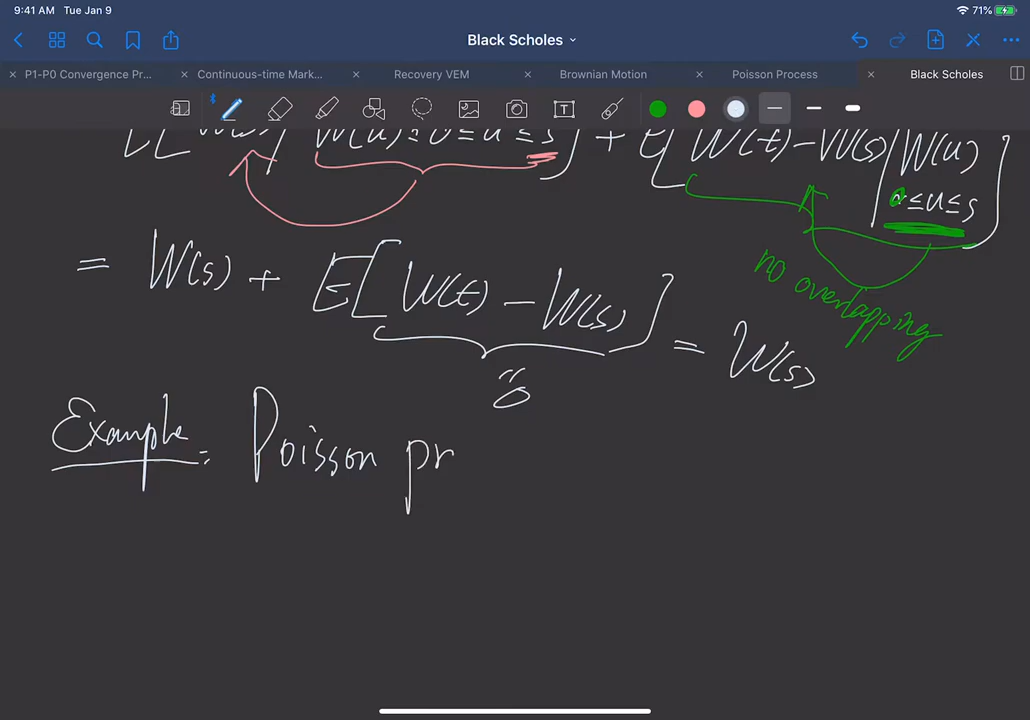 9:41 AM Tue Jan 9
71%
Black Scholes
P1-P0 Convergence Pr...
Continuous-time Mark...
Recovery VEM
Brownian Motion
Poisson Process
Black Scholes
E[ W(s) | W(u) : 0 ≤ u ≤ s ] + E[ W(t) - W(s) | W(u)
0 ≤ u ≤ s ]
= W(s) + E[ W(t) - W(s) ] = W(s)
no overlapping
0
Example: Poisson pr